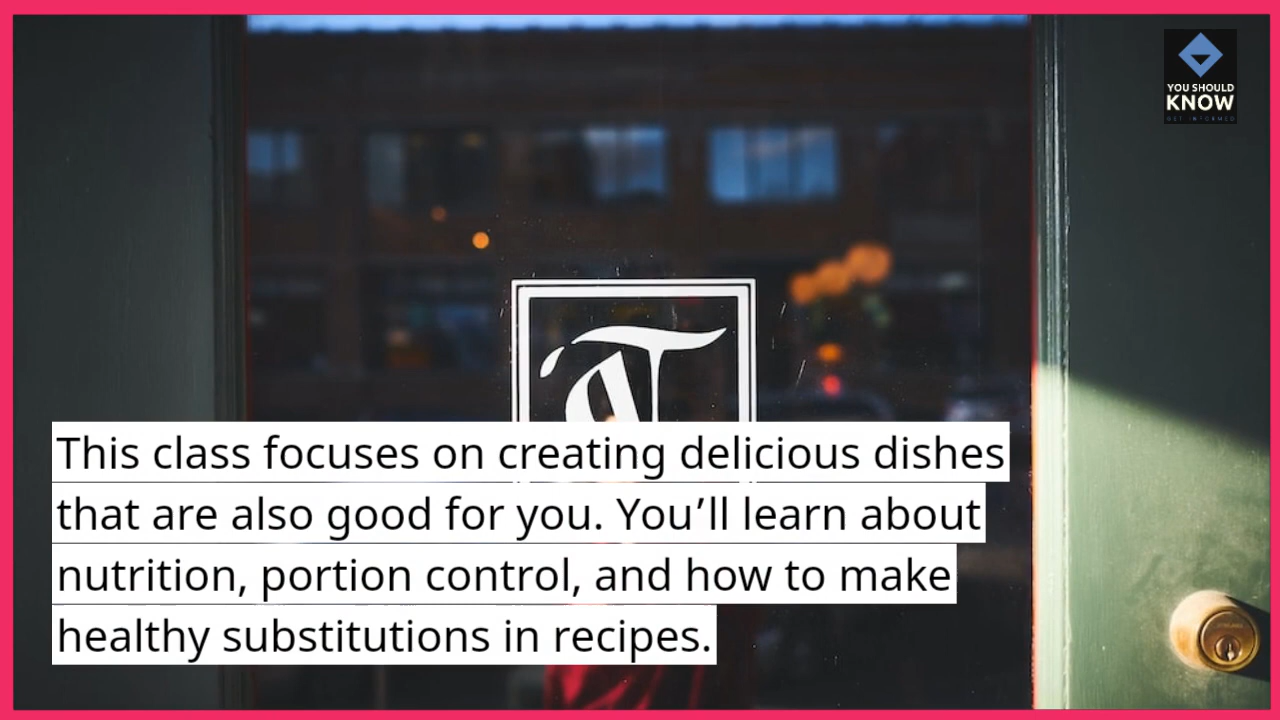 YOU SHOULD
KNOW
GET INFORMED
This class focuses on creating delicious dishes
that are also good for you. You’ll learn about
nutrition, portion control, and how to make
healthy substitutions in recipes.